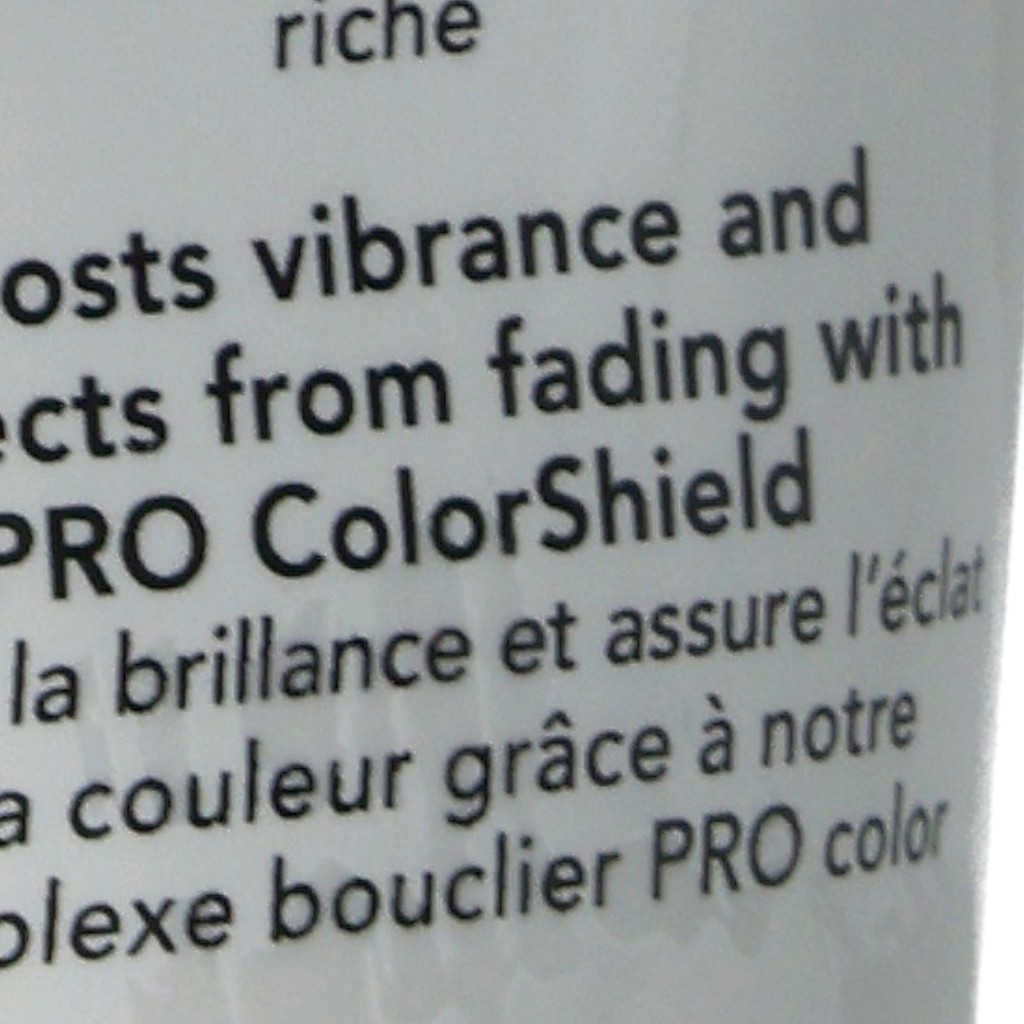 riche
osts vibrance and
ects from fading with
PRO ColorShield
la brillance et assure l'éclat
a couleur grâce à notre
plexe bouclier PRO color